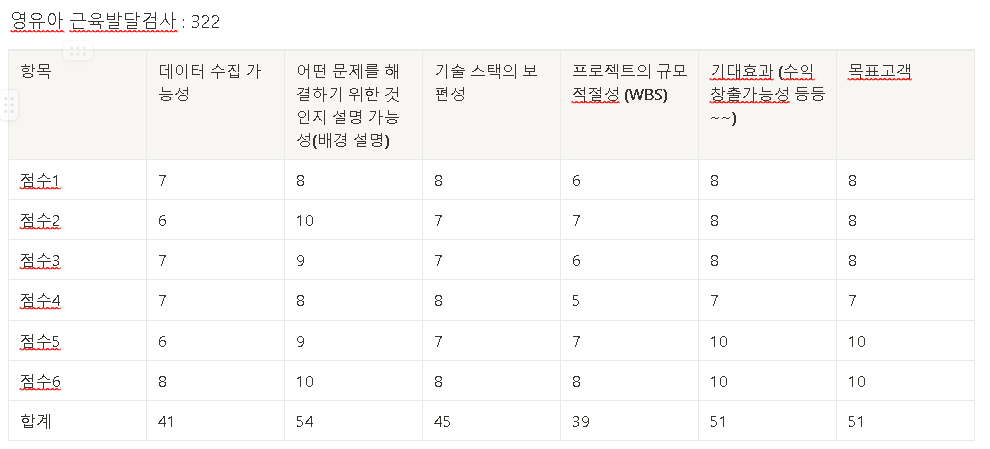 영유아 근육발달검사 : 322
항목 데이터 수집 가능성 어떤 문제를 해결하기 위한 것인지 설명 가능성(배경 설명) 기술 스택의 보편성 프로젝트의 규모 적절성 (WBS) 기대효과 (수익 창출가능성 등등 ~~) 목표고객
점수1 7 8 8 6 8 8
점수2 6 10 7 7 8 8
점수3 7 9 7 6 8 8
점수4 7 8 8 5 7 7
점수5 6 9 7 7 10 10
점수6 8 10 8 8 10 10
합계 41 54 45 39 51 51